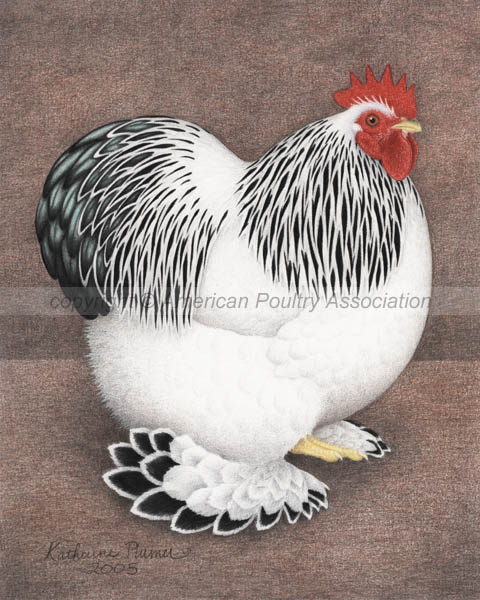 copyright © American Poultry Association
Katherine Plumer
2005